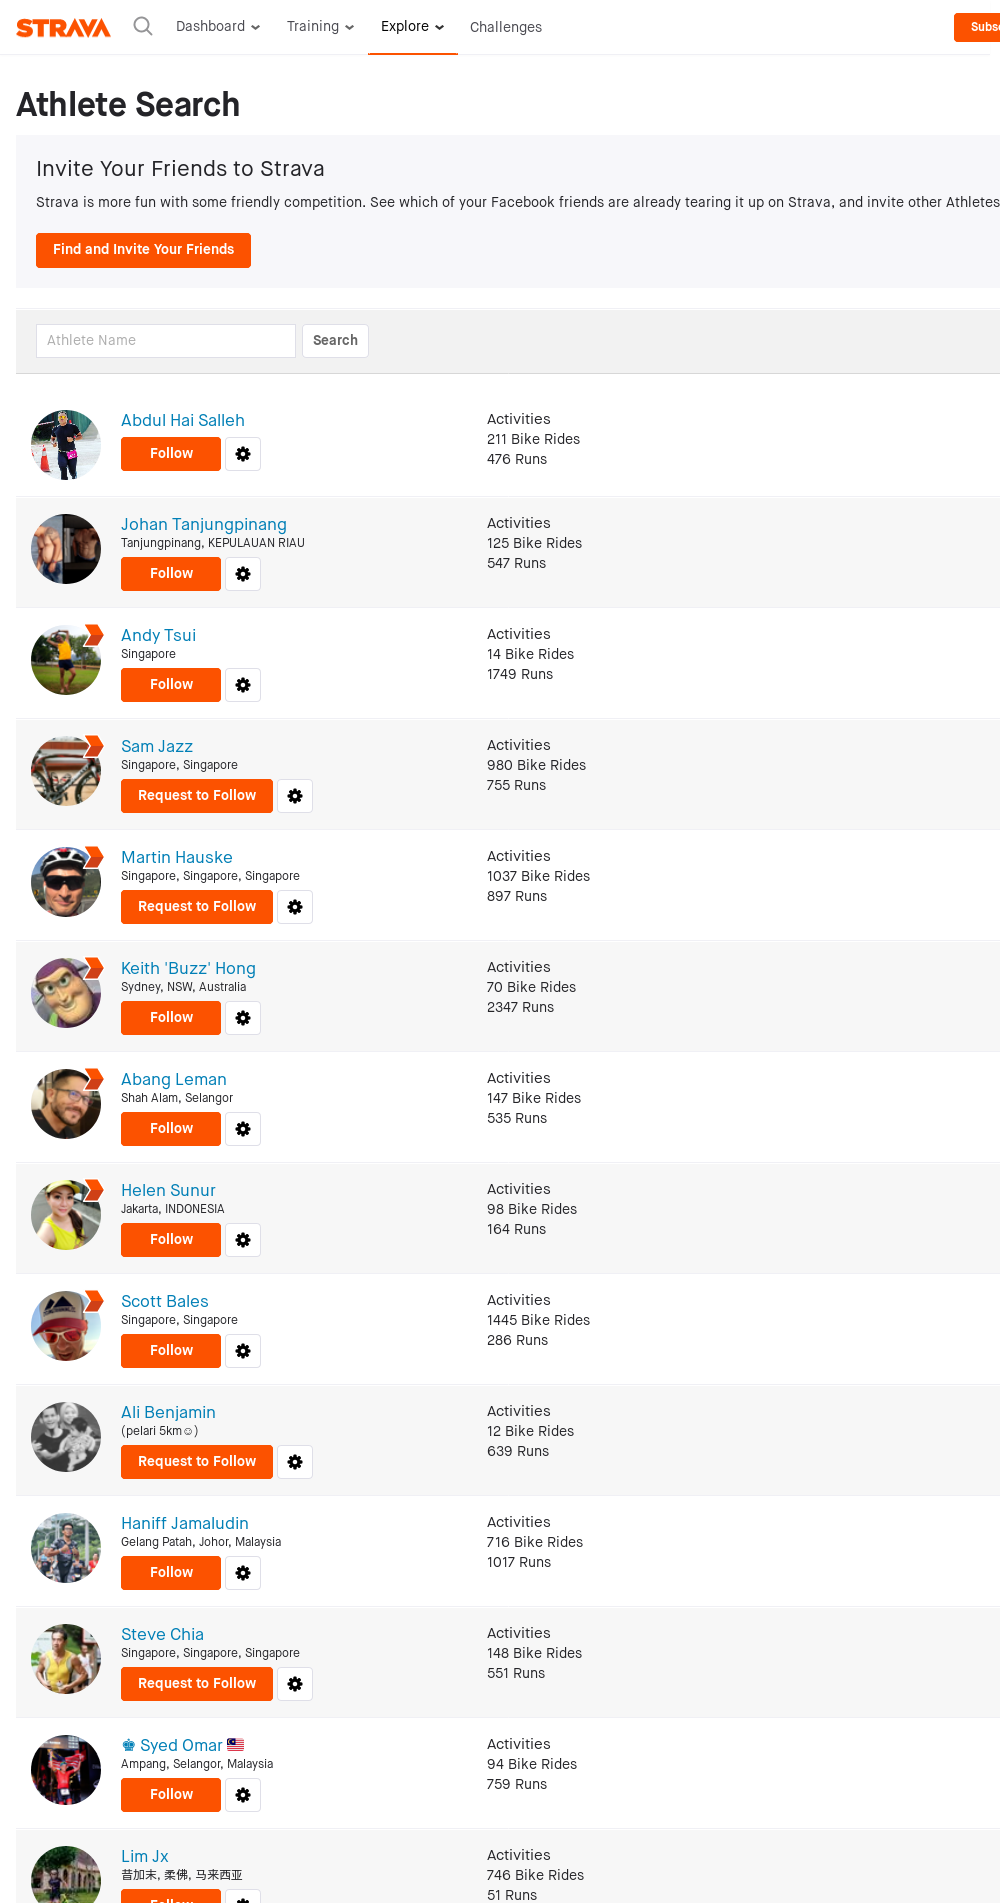 STRAVA Dashboard Training Explore Challenges
Athlete Search
Invite Your Friends to Strava
Strava is more fun with some friendly competition. See which of your Facebook friends are already tearing it up on Strava, and invite other Athletes
Find and Invite Your Friends
Athlete Name Search
Abdul Hai Salleh
Follow
Activities
211 Bike Rides
476 Runs
Johan Tanjungpinang
Tanjungpinang, KEPULAUAN RIAU
Follow
Activities
125 Bike Rides
547 Runs
Andy Tsui
Singapore
Follow
Activities
14 Bike Rides
1749 Runs
Sam Jazz
Singapore, Singapore
Request to Follow
Activities
980 Bike Rides
755 Runs
Martin Hauske
Singapore, Singapore, Singapore
Request to Follow
Activities
1037 Bike Rides
897 Runs
Keith 'Buzz' Hong
Sydney, NSW, Australia
Follow
Activities
70 Bike Rides
2347 Runs
Abang Leman
Shah Alam, Selangor
Follow
Activities
147 Bike Rides
535 Runs
Helen Sunur
Jakarta, INDONESIA
Follow
Activities
98 Bike Rides
164 Runs
Scott Bales
Singapore, Singapore
Follow
Activities
1445 Bike Rides
286 Runs
Ali Benjamin
(pelari 5km☺)
Request to Follow
Activities
12 Bike Rides
639 Runs
Haniff Jamaludin
Gelang Patah, Johor, Malaysia
Follow
Activities
716 Bike Rides
1017 Runs
Steve Chia
Singapore, Singapore, Singapore
Request to Follow
Activities
148 Bike Rides
551 Runs
♚ Syed Omar 🇲🇾
Ampang, Selangor, Malaysia
Follow
Activities
94 Bike Rides
759 Runs
Lim Jx
昔加末, 柔佛, 马来西亚
Activities
746 Bike Rides
51 Runs